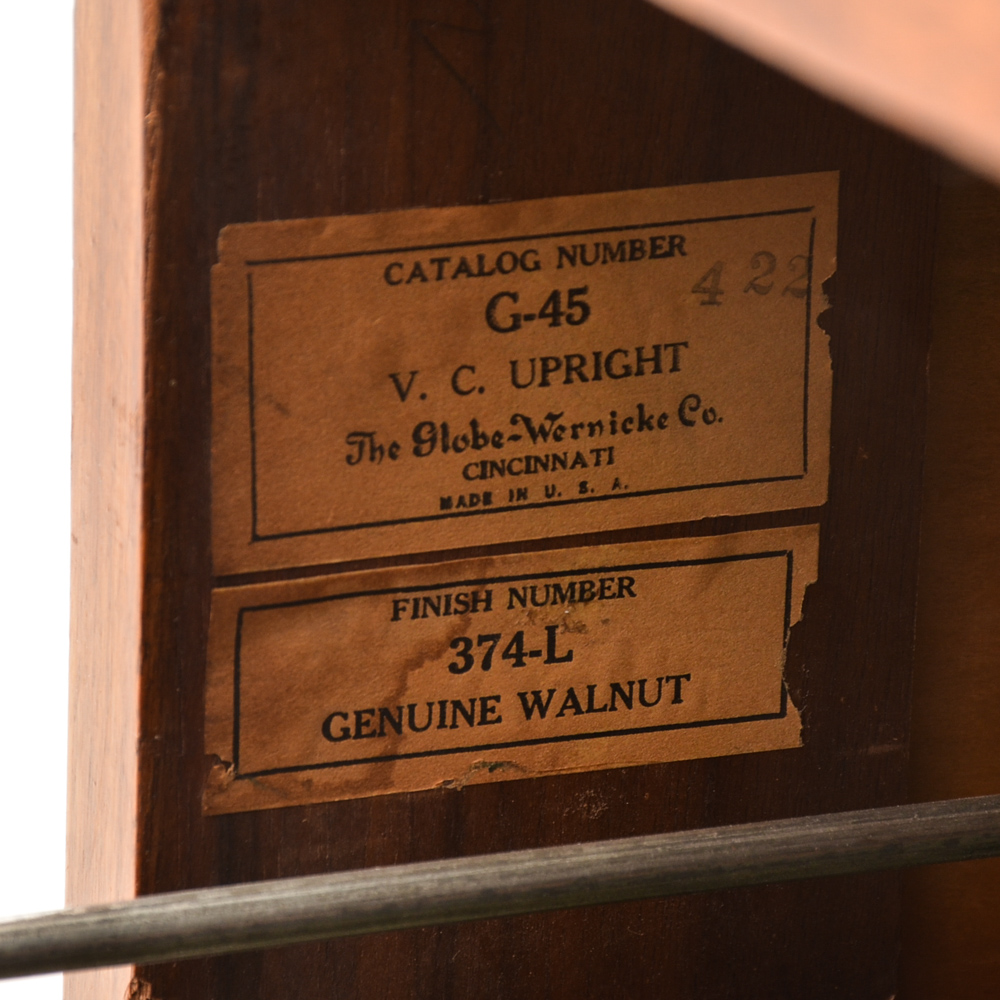 CATALOG NUMBER
422
G-45
V. C. UPRIGHT
The Globe-Wernicke Co.
CINCINNATI
MADE IN U. S. A.
FINISH NUMBER
374-L
GENUINE WALNUT